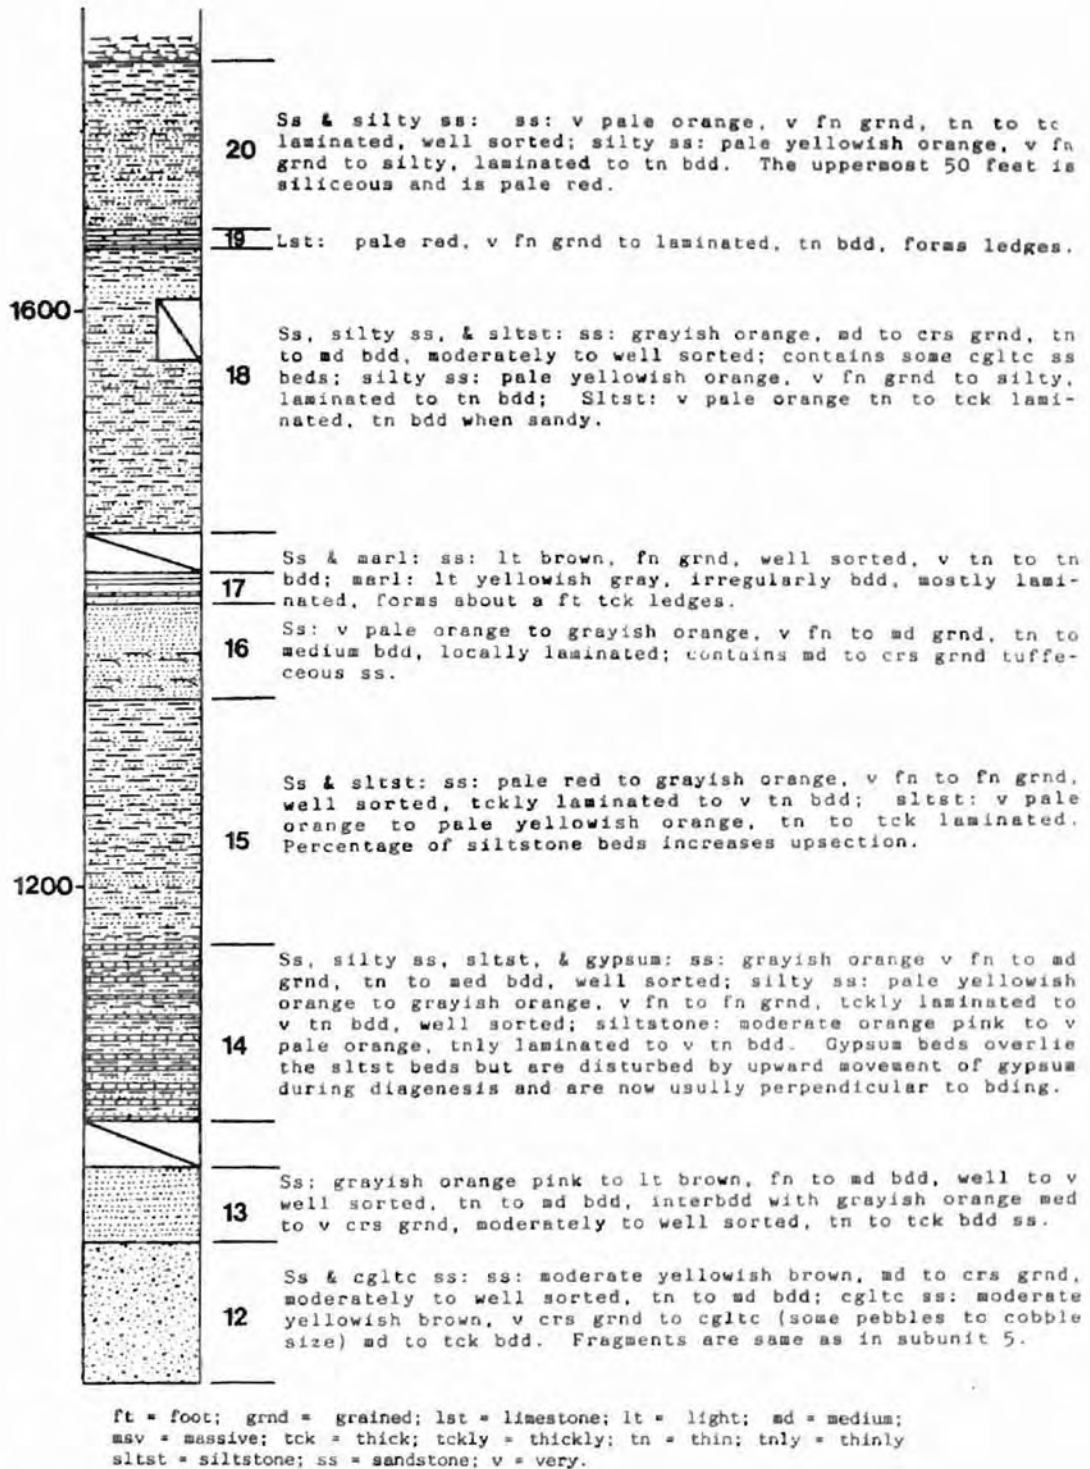 Ss & silty ss: ss: v pale orange, v fn grnd, tn to tc
laminated, well sorted; silty ss: pale yellowish orange, v fn
20
grnd to silty, laminated to tn bdd. The uppermost 50 feet is
siliceous and is pale red.
19 Lst: pale red, v fn grnd to laminated, tn bdd, forms ledges.
1600
Ss, silty ss, & sltst: ss: grayish orange, md to crs grnd, tn
to md bdd, moderately to well sorted; contains some cgltc ss
18
beds; silty ss: pale yellowish orange, v fn grnd to silty,
laminated to tn bdd; Sltst: v pale orange tn to tck lami-
nated, tn bdd when sandy.
Ss & marl: ss: lt brown, fn grnd, well sorted, v tn to tn
17
bdd; marl: lt yellowish gray, irregularly bdd, mostly lami-
nated, forms about a ft tck ledges.
Ss: v pale orange to grayish orange, v fn to md grnd, tn to
16
medium bdd, locally laminated; contains md to crs grnd tuffe-
ceous ss.
Ss & sltst: ss: pale red to grayish orange, v fn to fn grnd,
well sorted, tckly laminated to v tn bdd; sltst: v pale
orange to pale yellowish orange, tn to tck laminated.
15
Percentage of siltstone beds increases upsection.
1200
Ss, silty ss, sltst, & gypsum: ss: grayish orange v fn to md
grnd, tn to med bdd, well sorted; silty ss: pale yellowish
orange to grayish orange, v fn to fn grnd, tckly laminated to
v tn bdd, well sorted; siltstone: moderate orange pink to v
14
pale orange, tnly laminated to v tn bdd. Gypsum beds overlie
the sltst beds but are disturbed by upward movement of gypsum
during diagenesis and are now usully perpendicular to bding.
Ss: grayish orange pink to lt brown, fn to md bdd, well to v
13
well sorted, tn to md bdd, interbdd with grayish orange med
to v crs grnd, moderately to well sorted, tn to tck bdd ss.
Ss & cgltc ss: ss: moderate yellowish brown, md to crs grnd,
moderately to well sorted, tn to md bdd; cgltc ss: moderate
12
yellowish brown, v crs grnd to cgltc (some pebbles to cobble
size) md to tck bdd. Fragments are same as in subunit 5.
ft = foot; grnd = grained; lst = limestone; lt = light; md = medium;
msv = massive; tck = thick; tckly = thickly; tn = thin; tnly = thinly
sltst = siltstone; ss = sandstone; v = very.